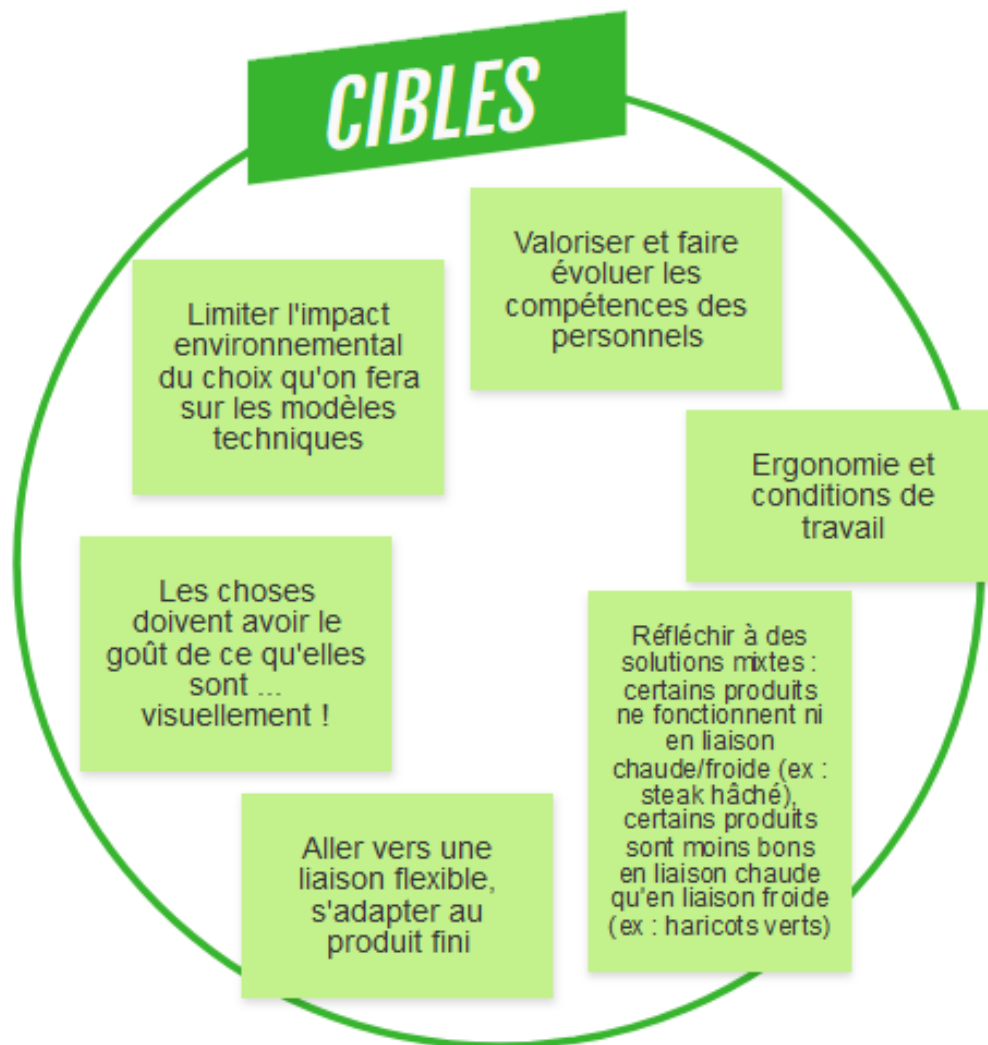 CIBLES
Valoriser et faire
évoluer les
compétences des
personnels
Limiter l'impact
environnemental
du choix qu'on fera
sur les modèles
techniques
Ergonomie et
conditions de
travail
Les choses
doivent avoir le
goût de ce qu'elles
sont ...
visuellement !
Réfléchir à des
solutions mixtes :
certains produits
ne fonctionnent ni
en liaison
chaude/froide (ex :
steak hâché),
certains produits
sont moins bons
en liaison chaude
qu'en liaison froide
(ex : haricots verts)
Aller vers une
liaison flexible,
s'adapter au
produit fini